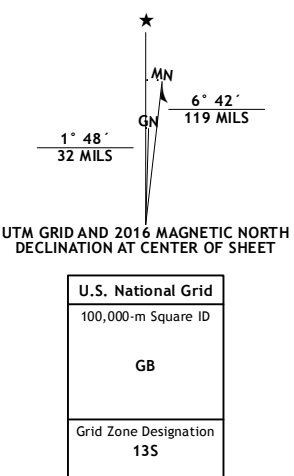 ★
MN
6° 42´
119 MILS
GN
1° 48´
32 MILS
UTM GRID AND 2016 MAGNETIC NORTH
DECLINATION AT CENTER OF SHEET
U.S. National Grid
100,000-m Square ID
GB
Grid Zone Designation
13S